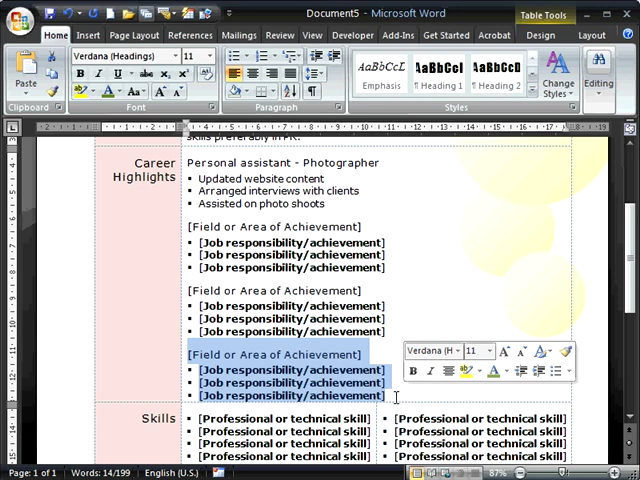 Document5 - Microsoft Word
Table Tools
Home Insert Page Layout References Mailings Review View Developer Add-Ins Get Started Acrobat Design Layout
Verdana (Headings) 11
Paste
Clipboard
Font
Paragraph
AaBbCcL AaBbCcI AaBbCcD
Emphasis ¶ Heading 1 ¶ Heading 2
Change Styles
Styles
Editing
skills preferably in PR.
Career Highlights
Personal assistant - Photographer
▪ Updated website content
▪ Arranged interviews with clients
▪ Assisted on photo shoots
[Field or Area of Achievement]
▪ [Job responsibility/achievement]
▪ [Job responsibility/achievement]
▪ [Job responsibility/achievement]
[Field or Area of Achievement]
▪ [Job responsibility/achievement]
▪ [Job responsibility/achievement]
▪ [Job responsibility/achievement]
[Field or Area of Achievement]
▪ [Job responsibility/achievement]
▪ [Job responsibility/achievement]
▪ [Job responsibility/achievement]
Verdana (H 11
Skills
▪ [Professional or technical skill] ▪ [Professional or technical skill]
▪ [Professional or technical skill] ▪ [Professional or technical skill]
▪ [Professional or technical skill] ▪ [Professional or technical skill]
▪ [Professional or technical skill] ▪ [Professional or technical skill]
Page: 1 of 1 Words: 14/199 English (U.S.) 87%